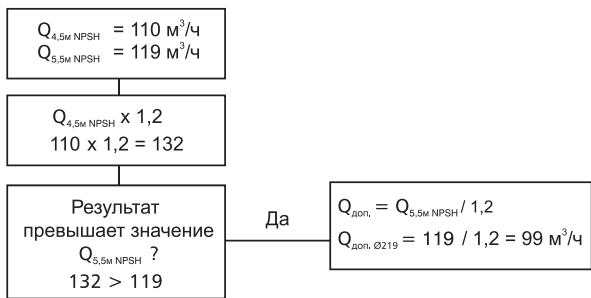 Q4,5м NPSH = 110 м³/ч
Q5,5м NPSH = 119 м³/ч
Q4,5м NPSH x 1,2
110 x 1,2 = 132
Результат
превышает значение
Q5,5м NPSH ?
132 > 119
Да
Qдоп. = Q5,5м NPSH / 1,2
Qдоп. Ø219 = 119 / 1,2 = 99 м³/ч